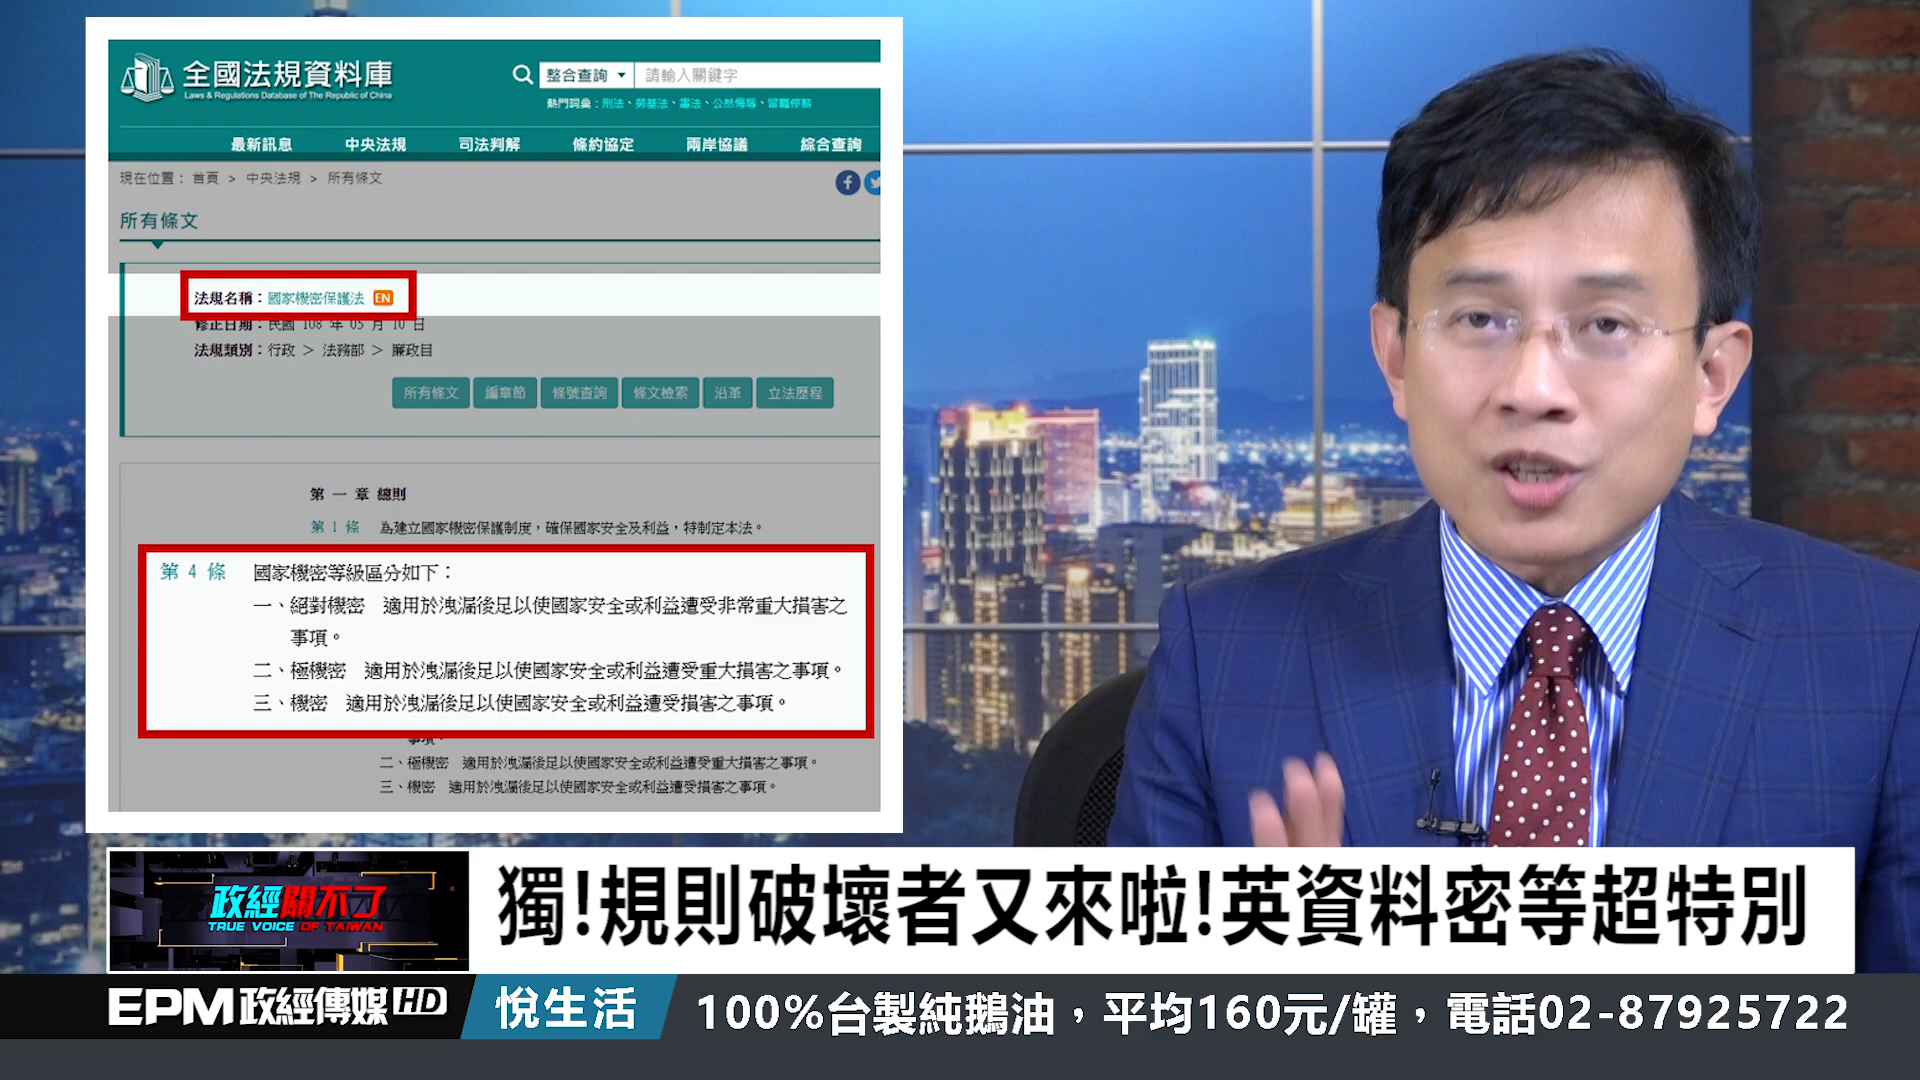 全國法規資料庫
Laws & Regulations Database of The Republic of China
整合查詢 請輸入關鍵字
熱門詞彙：刑法、勞基法、憲法、公然侮辱、留職停薪
最新訊息 中央法規 司法判解 條約協定 兩岸協議 綜合查詢
現在位置： 首頁 > 中央法規 > 所有條文
所有條文
法規名稱：國家機密保護法 EN
修正日期：民國 108 年 05 月 10 日
法規類別：行政 ＞ 法務部 ＞ 廉政目
所有條文 編章節 條號查詢 條文檢索 沿革 立法歷程
第 一 章 總則
第 1 條 為建立國家機密保護制度，確保國家安全及利益，特制定本法。
第 4 條 國家機密等級區分如下：
一、絕對機密 適用於洩漏後足以使國家安全或利益遭受非常重大損害之
事項。
二、極機密 適用於洩漏後足以使國家安全或利益遭受重大損害之事項。
三、機密 適用於洩漏後足以使國家安全或利益遭受損害之事項。
事項。
二、極機密 適用於洩漏後足以使國家安全或利益遭受重大損害之事項。
三、機密 適用於洩漏後足以使國家安全或利益遭受損害之事項。
政經關不了
TRUE VOICE OF TAIWAN
獨!規則破壞者又來啦!英資料密等超特別
EPM政經傳媒HD
悅生活
100%台製純鵝油，平均160元/罐，電話02-87925722